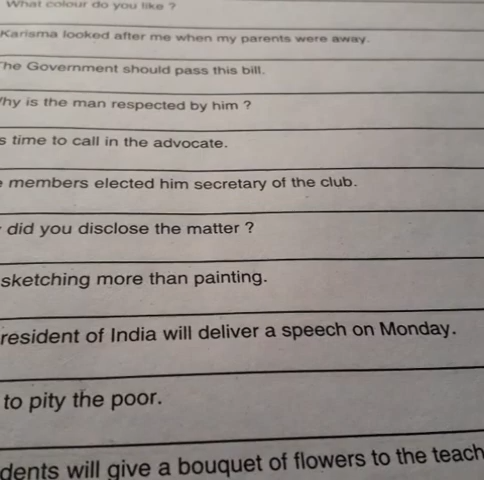 What colour do you like ?
Karisma looked after me when my parents were away.
The Government should pass this bill.
Why is the man respected by him ?
s time to call in the advocate.
members elected him secretary of the club.
did you disclose the matter ?
sketching more than painting.
resident of India will deliver a speech on Monday.
to pity the poor.
dents will give a bouquet of flowers to the teach